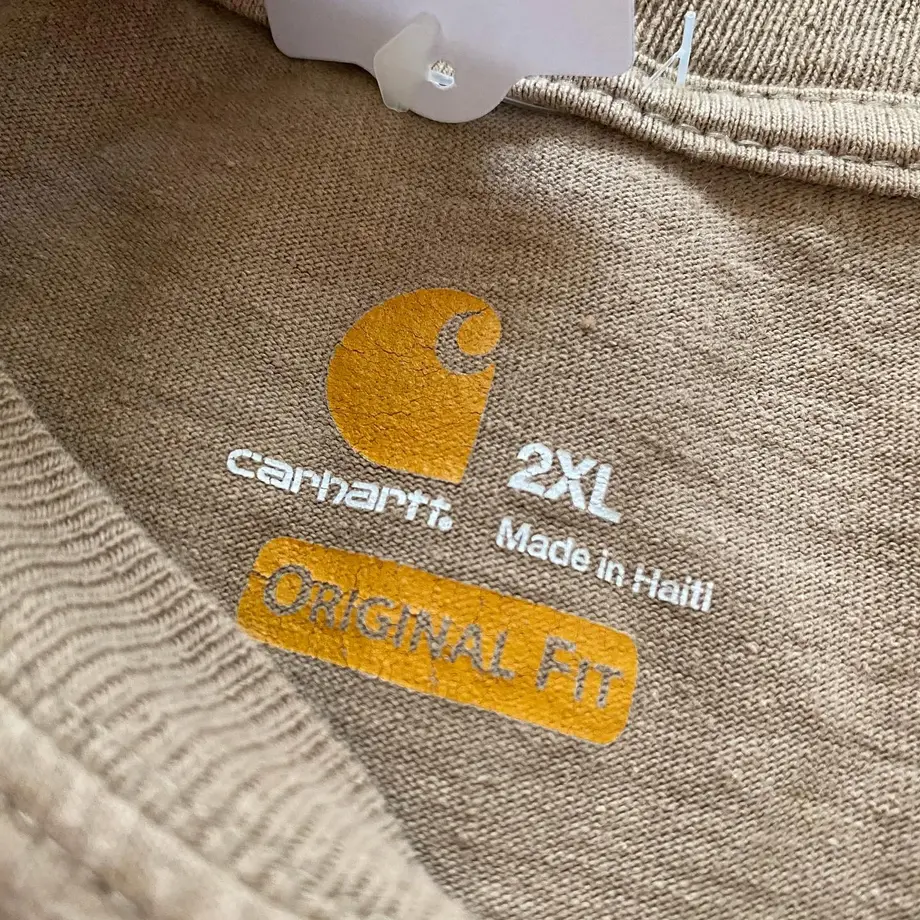 carhartt.
2XL
Made in Haiti
ORIGINAL FIT